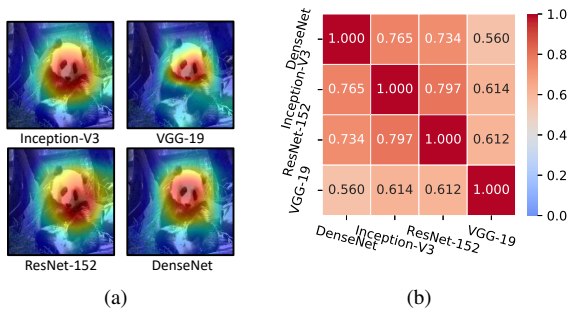 Inception-V3
VGG-19
ResNet-152
DenseNet
(a)
DenseNet
Inception-V3
ResNet-152
VGG-19
1.000 0.765 0.734 0.560
0.765 1.000 0.797 0.614
0.734 0.797 1.000 0.612
0.560 0.614 0.612 1.000
DenseNet
Inception-V3
ResNet-152
VGG-19
1.0
0.8
0.6
0.4
0.2
0.0
(b)